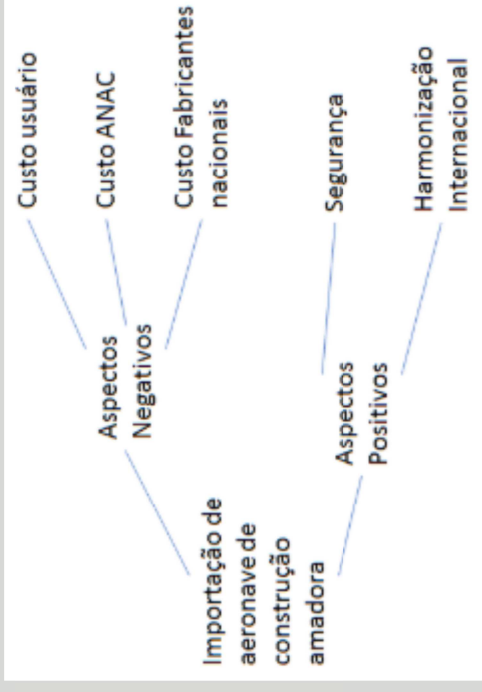 Importação de
aeronave de
construção
amadora
Aspectos
Negativos
Custo usuário
Custo ANAC
Custo Fabricantes
nacionais
Aspectos
Positivos
Segurança
Harmonização
Internacional